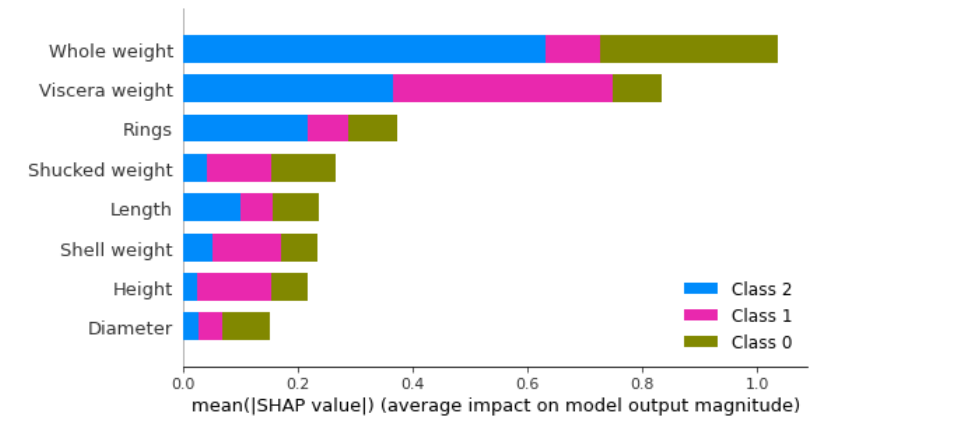 Whole weight
Viscera weight
Rings
Shucked weight
Length
Shell weight
Height
Diameter
Class 2
Class 1
Class 0
0.0 0.2 0.4 0.6 0.8 1.0
mean(|SHAP value|) (average impact on model output magnitude)